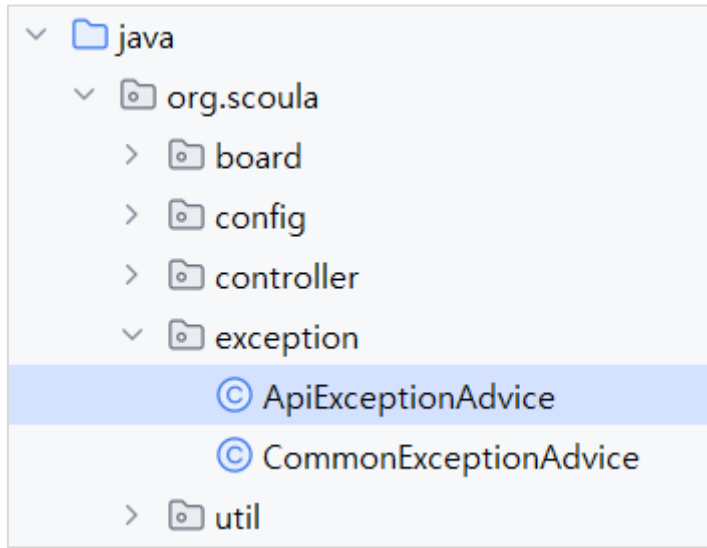 java
org.scoula
board
config
controller
exception
ApiExceptionAdvice
CommonExceptionAdvice
util